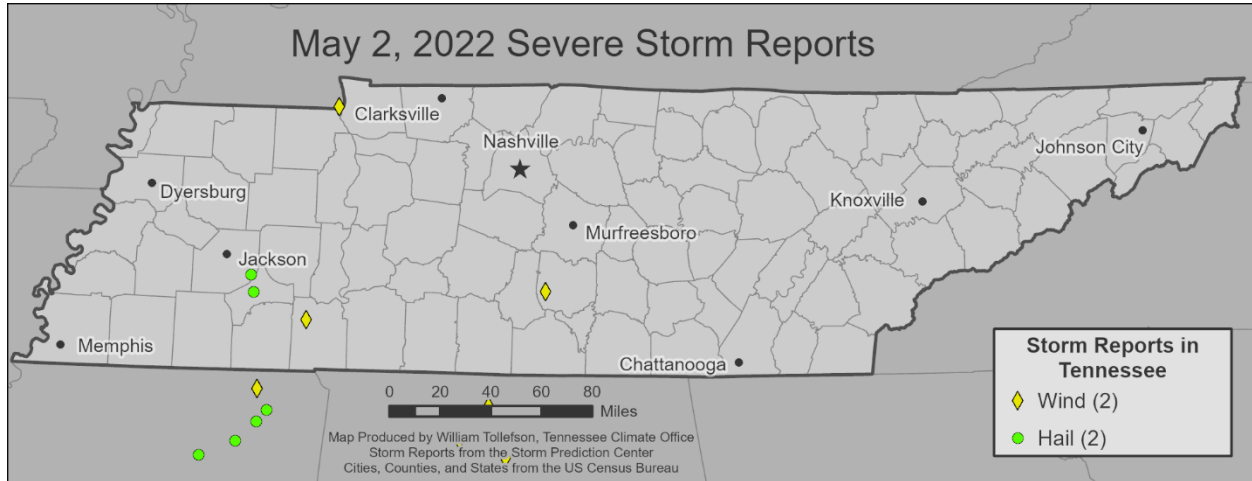 May 2, 2022 Severe Storm Reports
Clarksville
Nashville
Johnson City
Dyersburg
Knoxville
Murfreesboro
Jackson
Memphis
Chattanooga
0 20 40 60 80
Miles
Map Produced by William Tollefson, Tennessee Climate Office
Storm Reports from the Storm Prediction Center
Cities, Counties, and States from the US Census Bureau
Storm Reports in
Tennessee
Wind (2)
Hail (2)